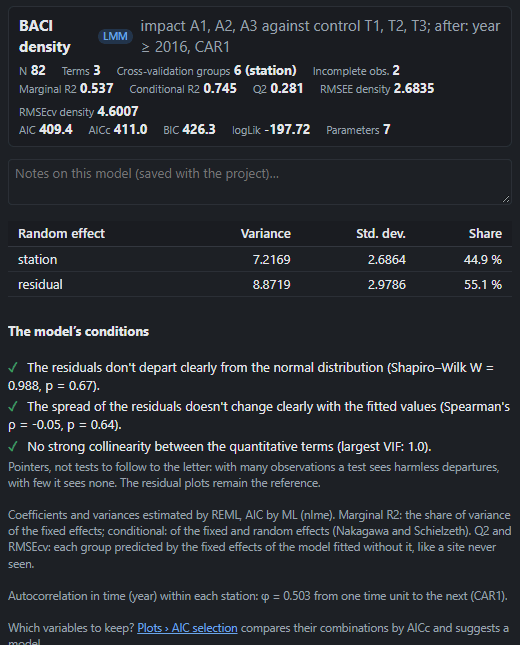 BACI density LMM impact A1, A2, A3 against control T1, T2, T3; after: year ≥ 2016, CAR1
N 82 Terms 3 Cross-validation groups 6 (station) Incomplete obs. 2
Marginal R2 0.537 Conditional R2 0.745 Q2 0.281 RMSEE density 2.6835
RMSEcv density 4.6007
AIC 409.4 AICc 411.0 BIC 426.3 logLik -197.72 Parameters 7
Notes on this model (saved with the project)...
Random effect Variance Std. dev. Share
station 7.2169 2.6864 44.9 %
residual 8.8719 2.9786 55.1 %
The model's conditions
✓ The residuals don't depart clearly from the normal distribution (Shapiro–Wilk W =
0.988, p = 0.67).
✓ The spread of the residuals doesn't change clearly with the fitted values (Spearman's
ρ = -0.05, p = 0.64).
✓ No strong collinearity between the quantitative terms (largest VIF: 1.0).
Pointers, not tests to follow to the letter: with many observations a test sees harmless departures,
with few it sees none. The residual plots remain the reference.
Coefficients and variances estimated by REML, AIC by ML (nlme). Marginal R2: the share of variance
of the fixed effects; conditional: of the fixed and random effects (Nakagawa and Schielzeth). Q2 and
RMSEcv: each group predicted by the fixed effects of the model fitted without it, like a site never
seen.
Autocorrelation in time (year) within each station: φ = 0.503 from one time unit to the next (CAR1).
Which variables to keep? Plots › AIC selection compares their combinations by AICc and suggests a
model.